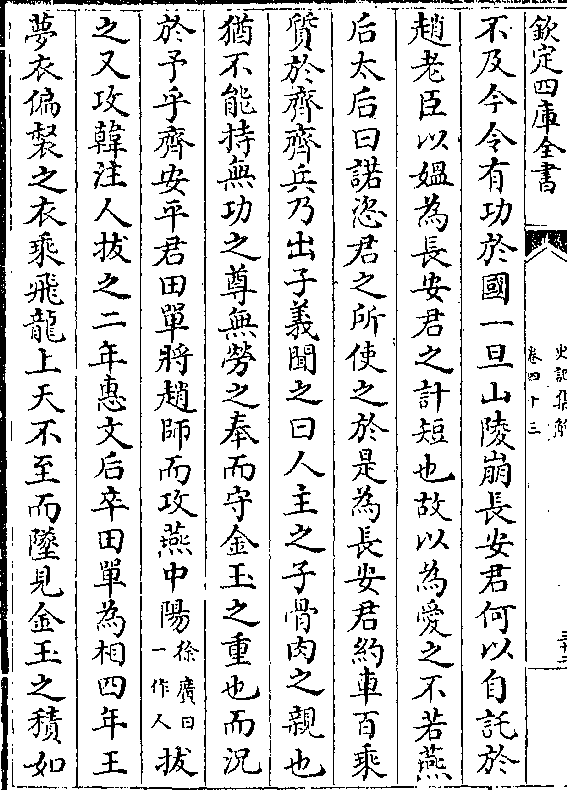 欽定四庫全書
史記集解
卷四十三
不及今令有功於國一旦山陵崩長安君何以自託於
趙老臣以媼為長安君之計短也故以為愛之不若燕
后太后曰諾恣君之所使之於是為長安君約車百乘
質於齊齊兵乃出子義聞之曰人主之子骨肉之親也
猶不能持無功之尊無勞之奉而守金玉之重也而況
於予乎齊安平君田單將趙師而攻燕中陽徐廣曰一作人拔
之又攻韓注人拔之二年惠文后卒田單為相四年王
夢衣偏裻之衣乘飛龍上天不至而墜見金玉之積如